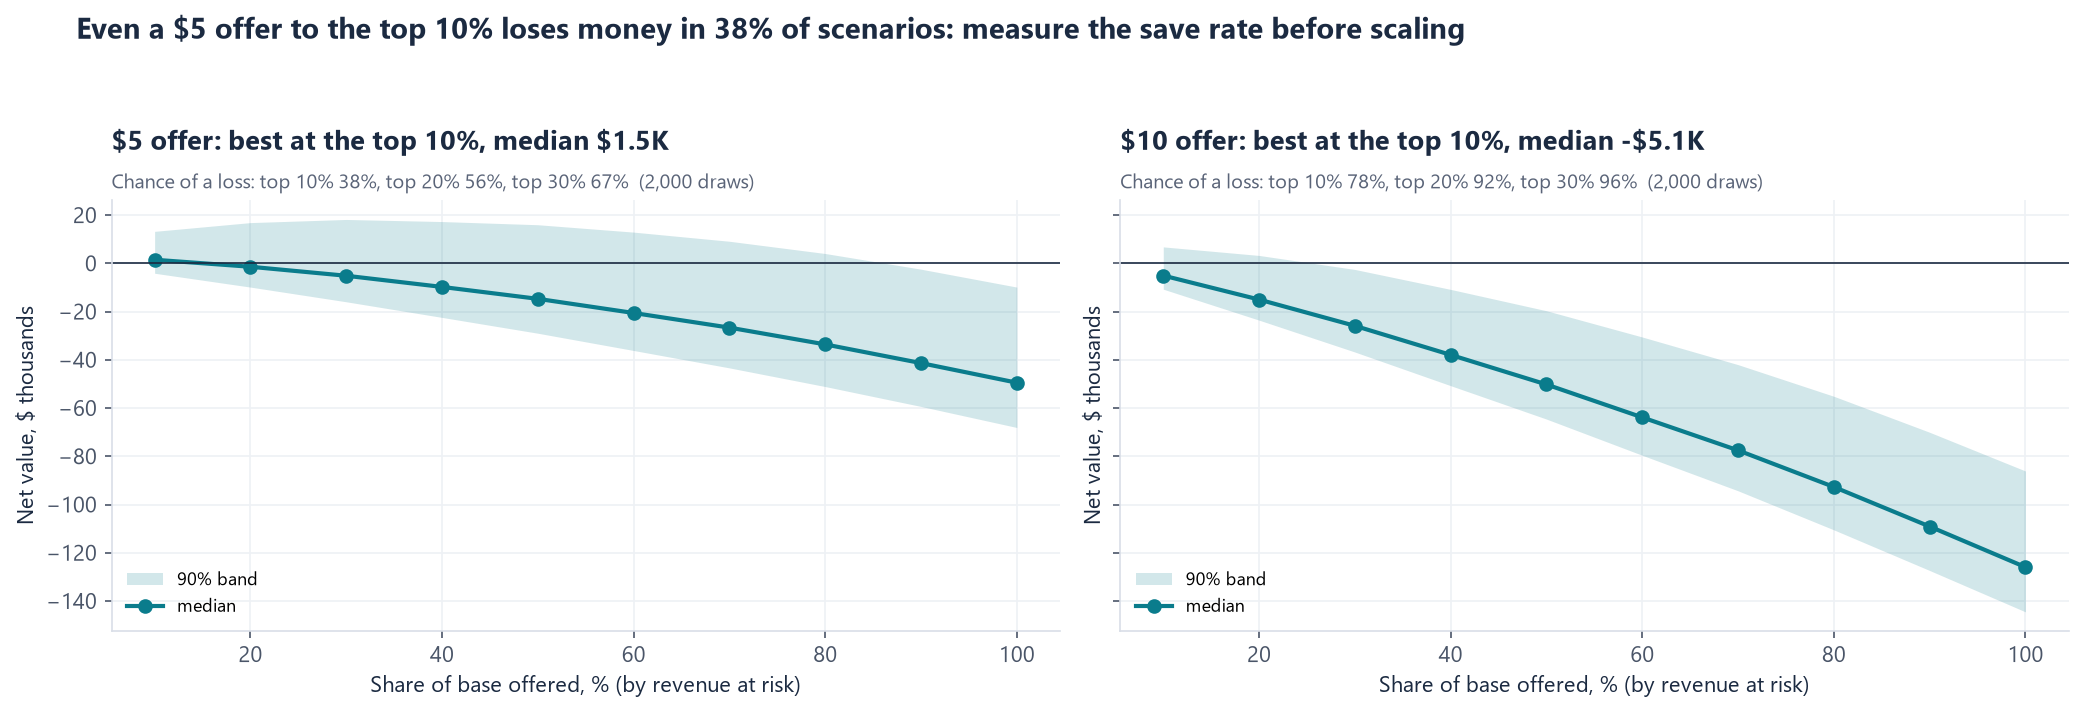 Even a $5 offer to the top 10% loses money in 38% of scenarios: measure the save rate before scaling
$5 offer: best at the top 10%, median $1.5K
Chance of a loss: top 10% 38%, top 20% 56%, top 30% 67% (2,000 draws)
20
0
−20
−40
−60
−80
−100
−120
−140
Net value, $ thousands
90% band
median
20 40 60 80 100
Share of base offered, % (by revenue at risk)
$10 offer: best at the top 10%, median -$5.1K
Chance of a loss: top 10% 78%, top 20% 92%, top 30% 96% (2,000 draws)
Net value, $ thousands
90% band
median
20 40 60 80 100
Share of base offered, % (by revenue at risk)